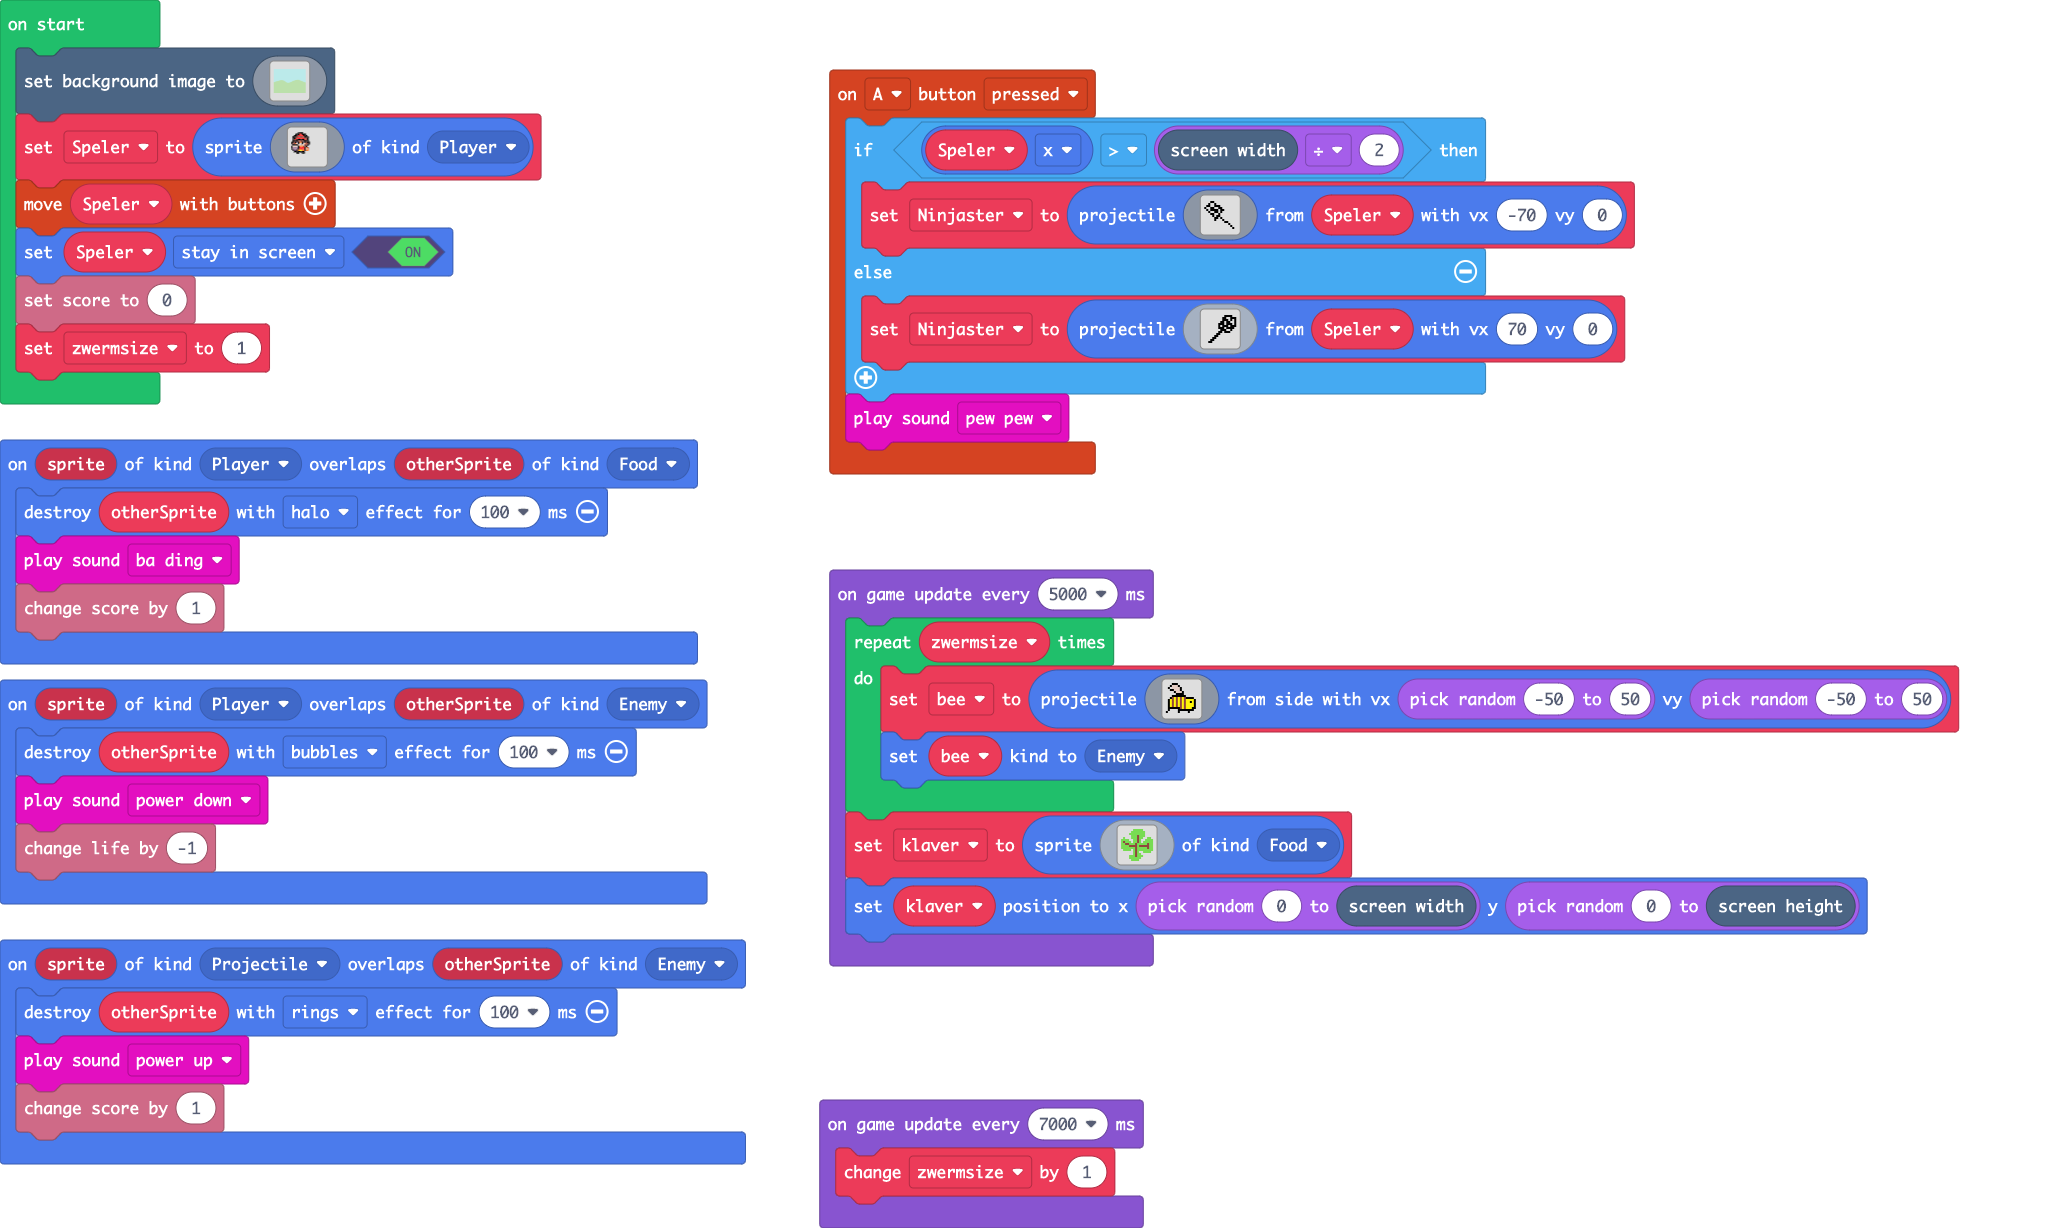 on start
set background image to
set Speler to sprite of kind Player
move Speler with buttons
set Speler stay in screen ON
set score to 0
set zwermsize to 1
on sprite of kind Player overlaps otherSprite of kind Food
destroy otherSprite with halo effect for 100 ms
play sound ba ding
change score by 1
on sprite of kind Player overlaps otherSprite of kind Enemy
destroy otherSprite with bubbles effect for 100 ms
play sound power down
change life by -1
on sprite of kind Projectile overlaps otherSprite of kind Enemy
destroy otherSprite with rings effect for 100 ms
play sound power up
change score by 1
on A button pressed
if Speler x > screen width ÷ 2 then
set Ninjaster to projectile from Speler with vx -70 vy 0
else
set Ninjaster to projectile from Speler with vx 70 vy 0
play sound pew pew
on game update every 5000 ms
repeat zwermsize times
do
set bee to projectile from side with vx pick random -50 to 50 vy pick random -50 to 50
set bee kind to Enemy
set klaver to sprite of kind Food
set klaver position to x pick random 0 to screen width y pick random 0 to screen height
on game update every 7000 ms
change zwermsize by 1